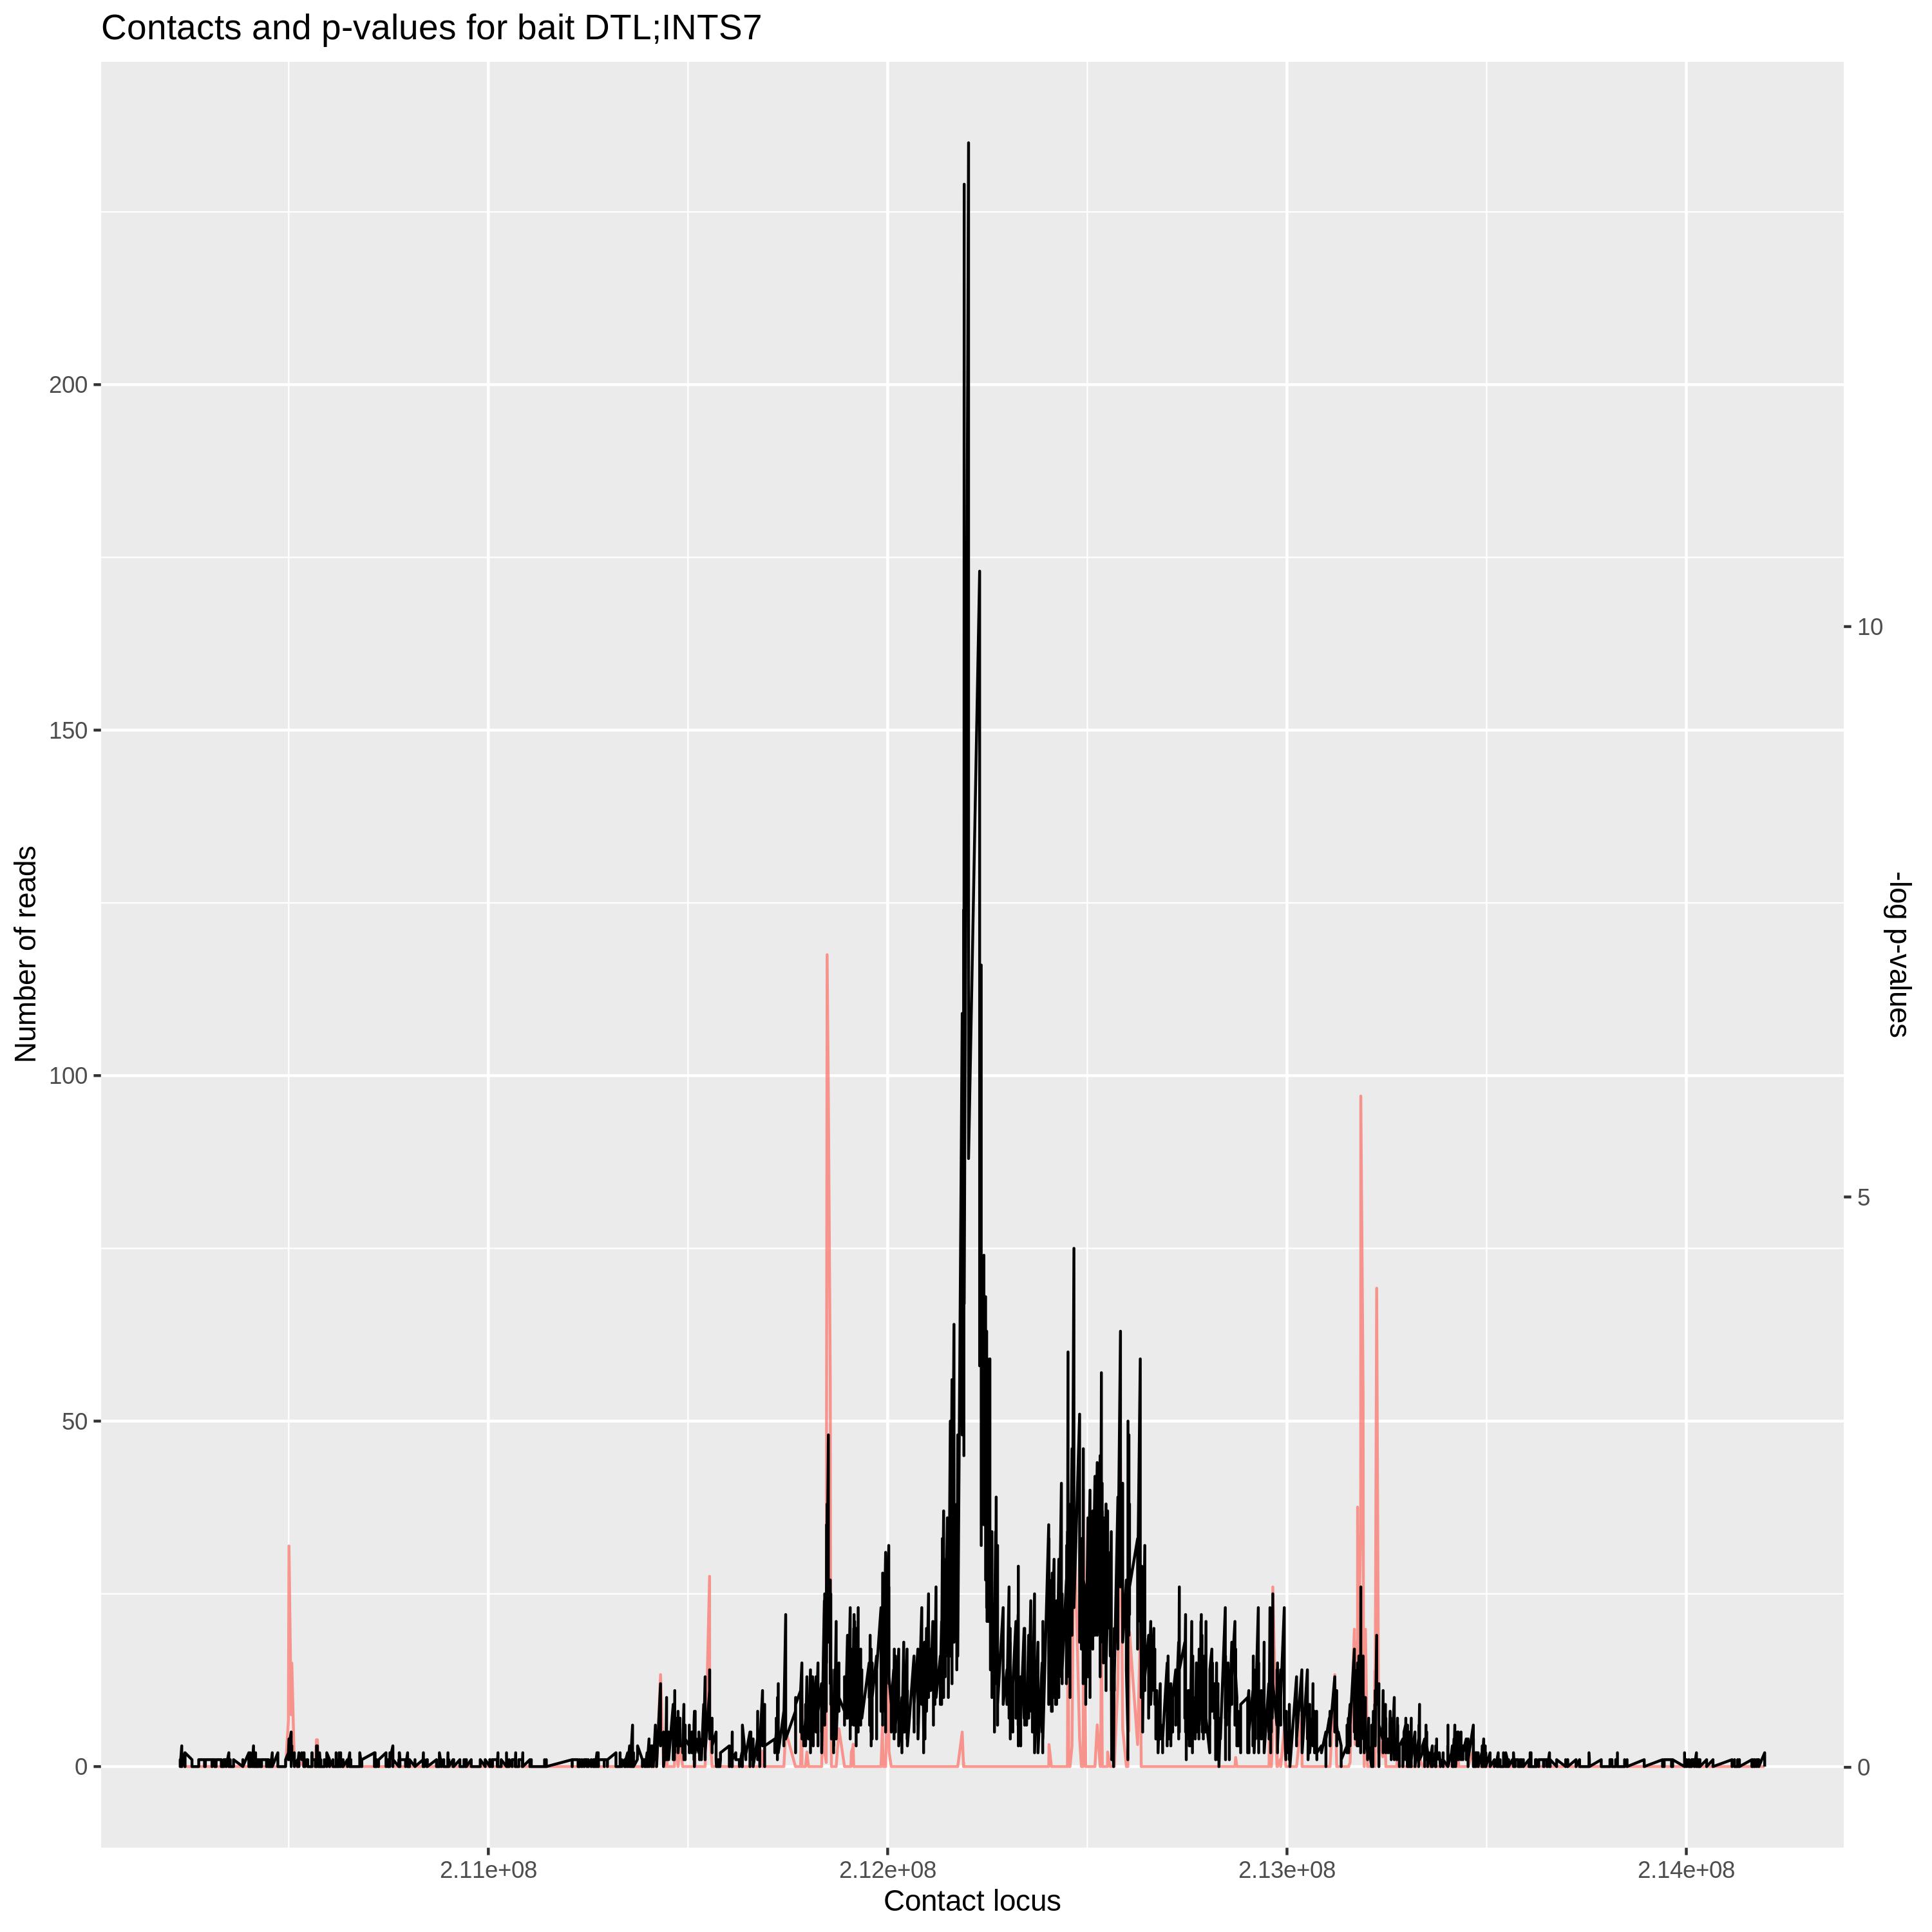 Contacts and p-values for bait DTL;INTS7
Number of reads
200
150
100
50
0
10
5
0
-log p-values
2.11e+08
2.12e+08
2.13e+08
2.14e+08
Contact locus